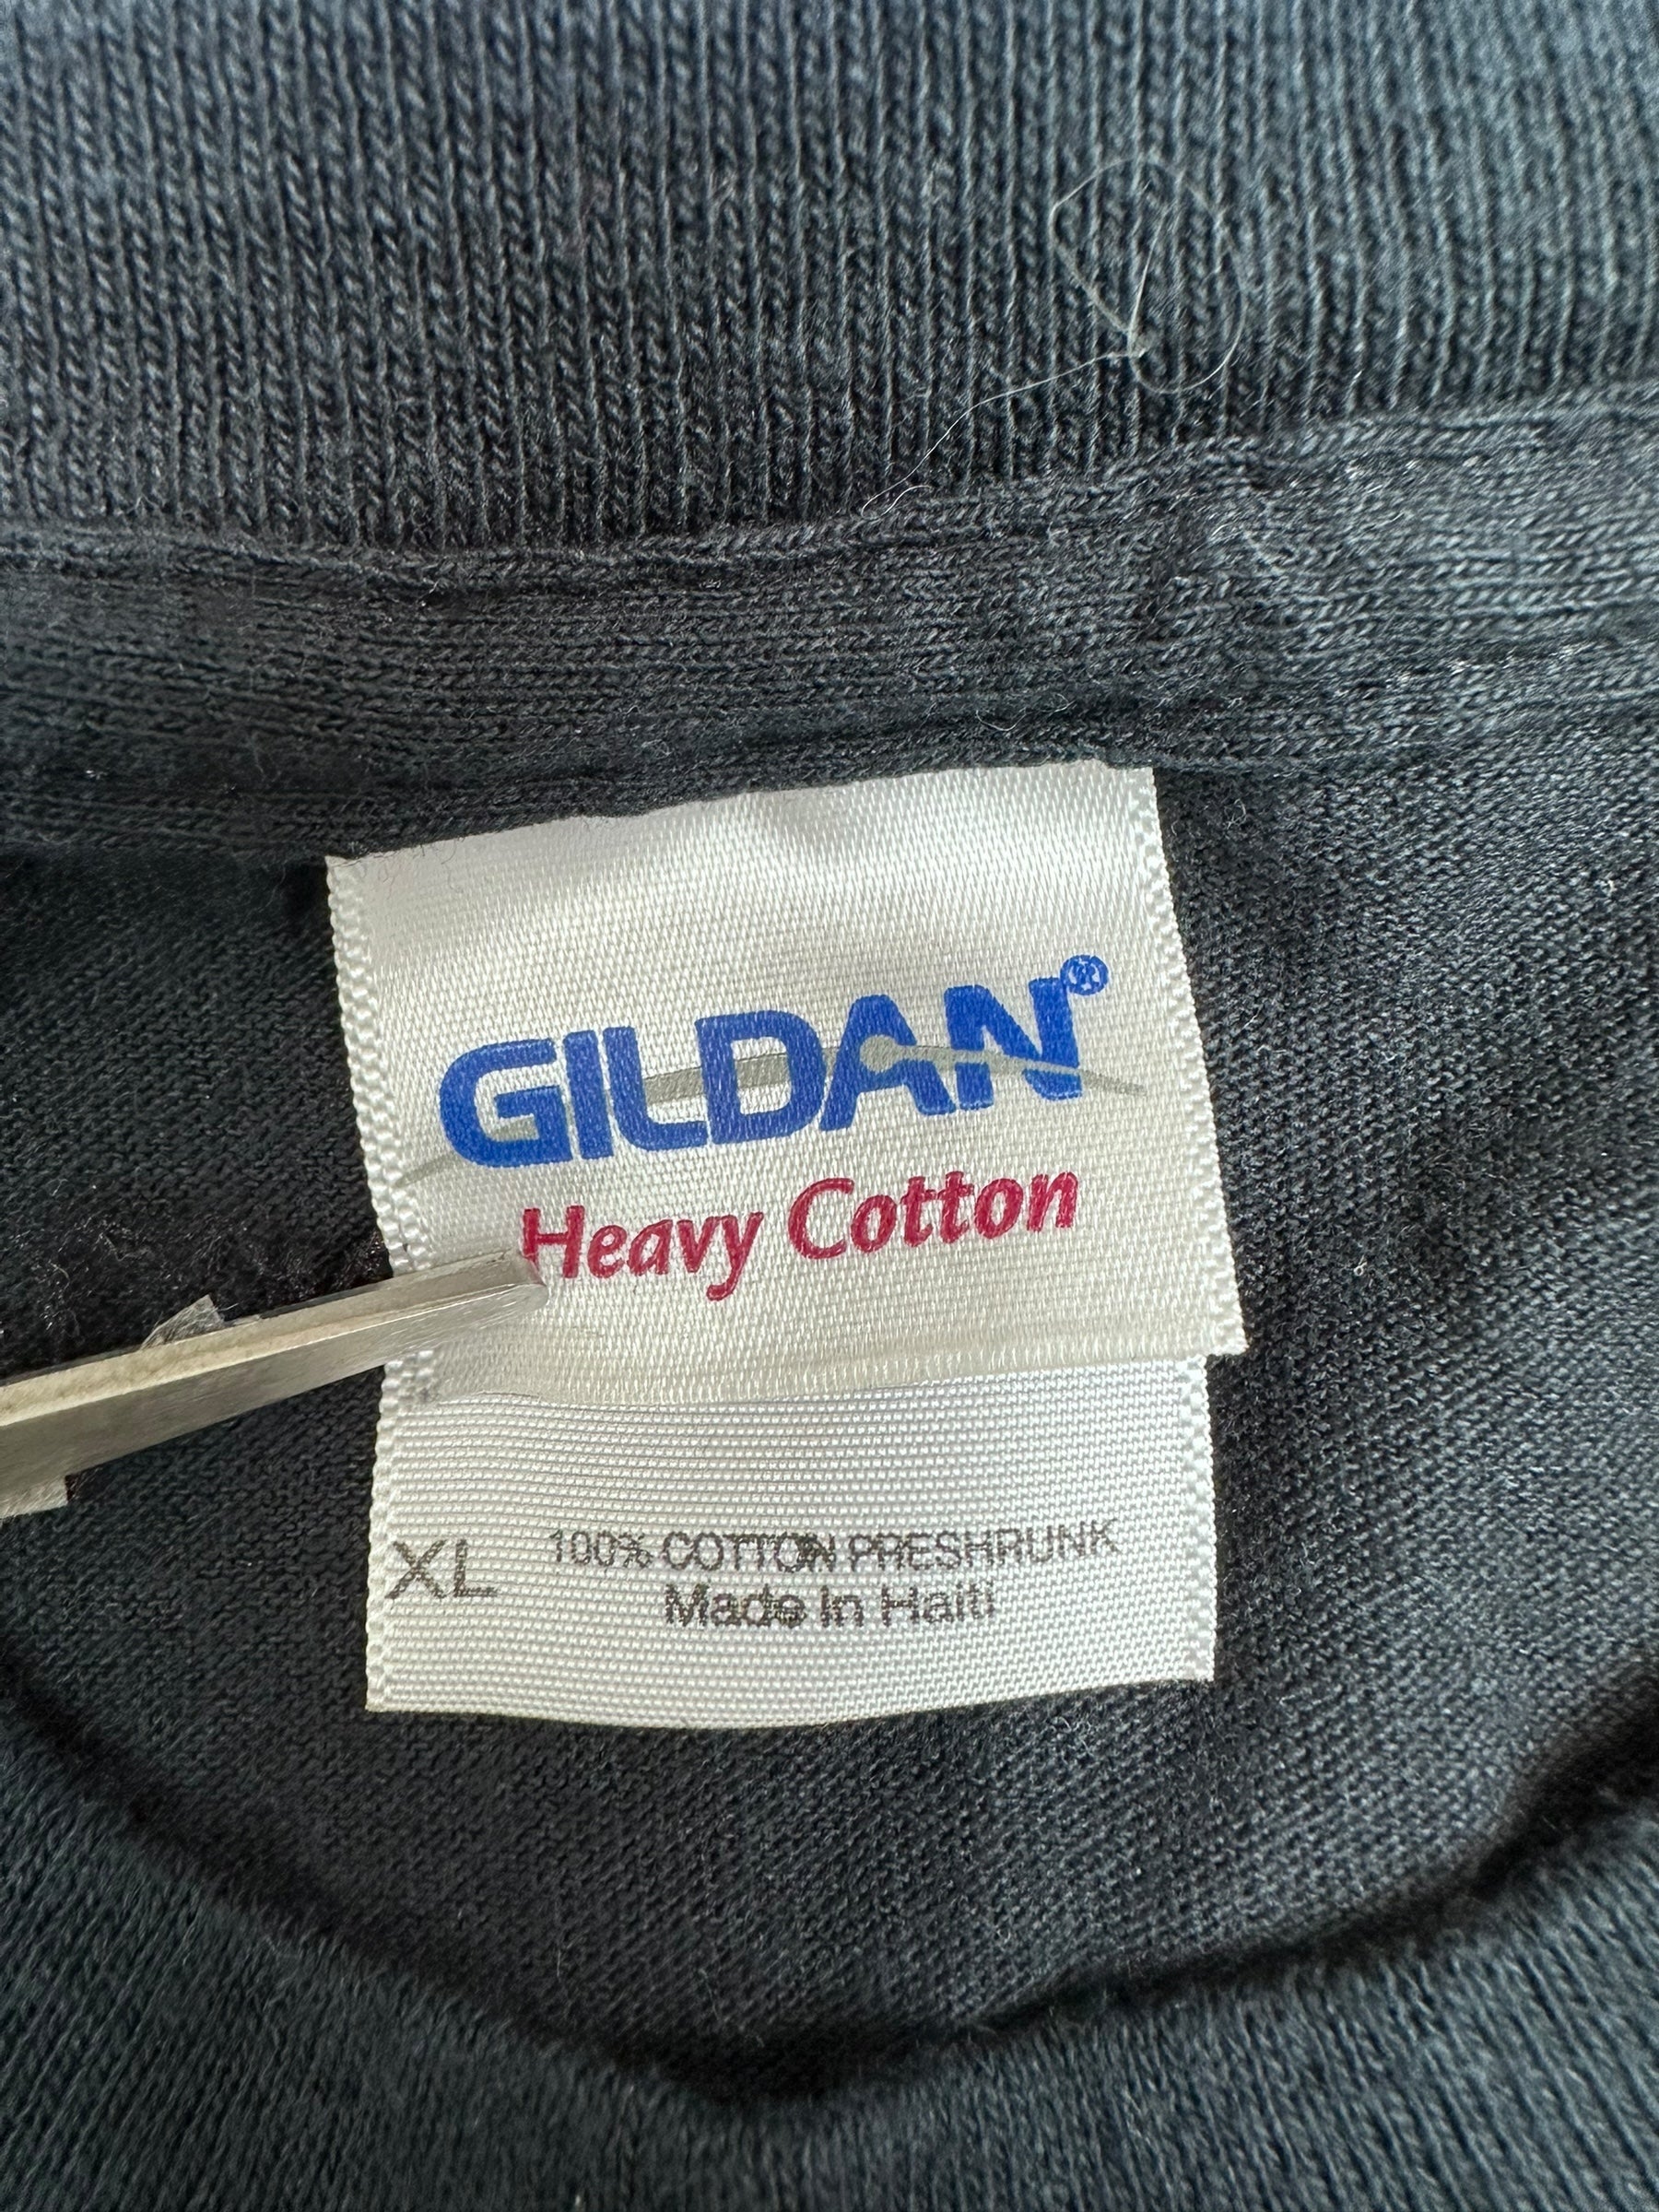 GILDAN®
Heavy Cotton
XL 100% COTTON PRESHRUNK
Made In Haiti